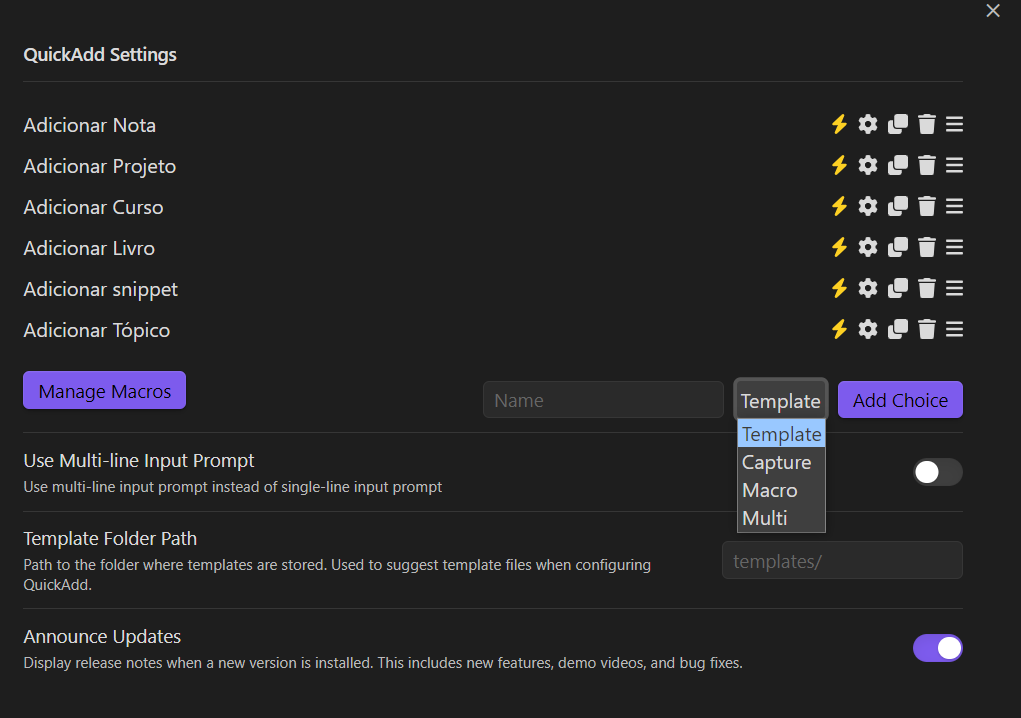 QuickAdd Settings
Adicionar Nota
Adicionar Projeto
Adicionar Curso
Adicionar Livro
Adicionar snippet
Adicionar Tópico
Manage Macros
Name
Template
Add Choice
Template
Capture
Macro
Multi
Use Multi-line Input Prompt
Use multi-line input prompt instead of single-line input prompt
Template Folder Path
Path to the folder where templates are stored. Used to suggest template files when configuring
QuickAdd.
templates/
Announce Updates
Display release notes when a new version is installed. This includes new features, demo videos, and bug fixes.